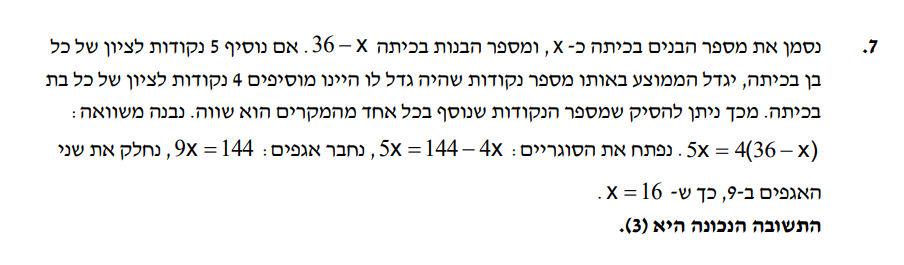 7. נסמן את מספר הבנים בכיתה כ- x, ומספר הבנות בכיתה 36 – x. אם נוסיף 5 נקודות לציון של כל
בן בכיתה, יגדל הממוצע באותו מספר נקודות שהיה גדל לו היינו מוסיפים 4 נקודות לציון של כל בת
בכיתה. מכך ניתן להסיק שמספר הנקודות שנוסף בכל אחד מהמקרים הוא שווה. נבנה משוואה:
5x = 4(36 – x). נפתח את הסוגריים: 5x = 144 – 4x, נחבר אגפים: 9x = 144, נחלק את שני
האגפים ב-9, כך ש- x = 16.
התשובה הנכונה היא (3).